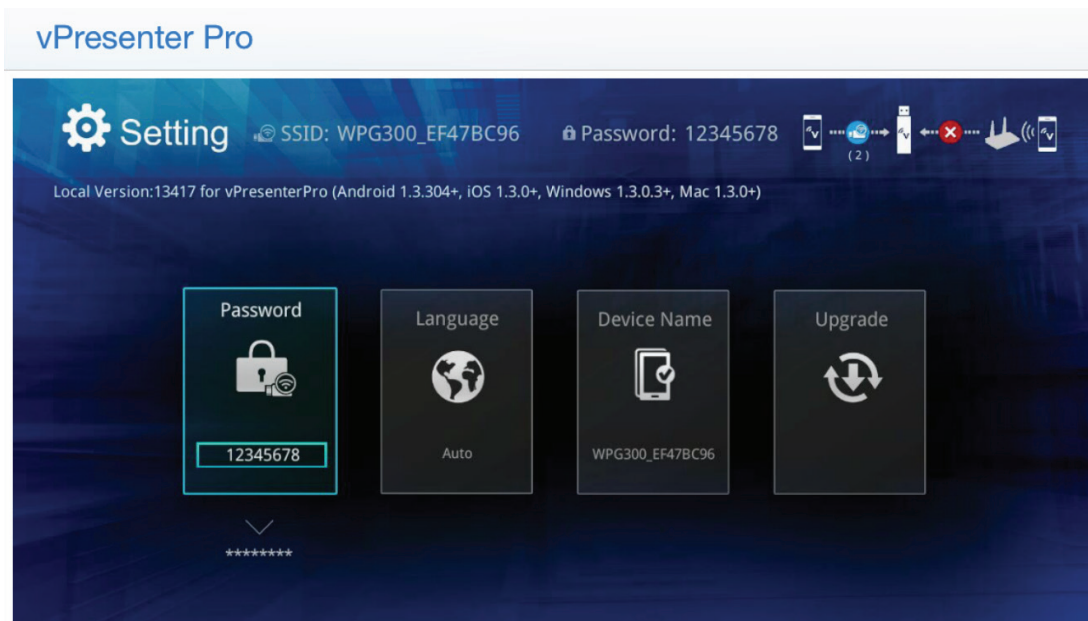 vPresenter Pro
Setting SSID: WPG300_EF47BC96 Password: 12345678
(2)
Local Version:13417 for vPresenterPro (Android 1.3.304+, iOS 1.3.0+, Windows 1.3.0.3+, Mac 1.3.0+)
Password Language Device Name Upgrade
12345678 Auto WPG300_EF47BC96
********